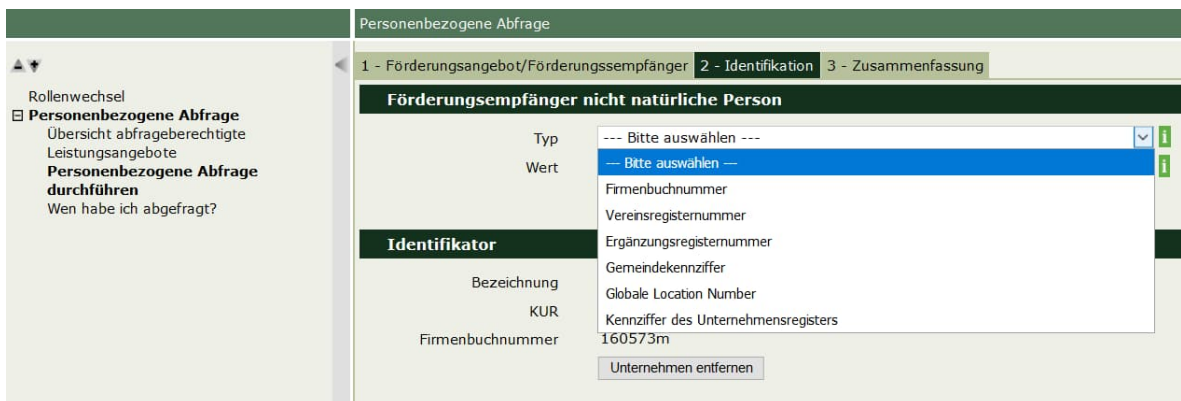 Personenbezogene Abfrage
Rollenwechsel
Personenbezogene Abfrage
Übersicht abfrageberechtigte
Leistungsangebote
Personenbezogene Abfrage
durchführen
Wen habe ich abgefragt?
1 - Förderungsangebot/Förderungssempfänger 2 - Identifikation 3 - Zusammenfassung
Förderungsempfänger nicht natürliche Person
Typ --- Bitte auswählen --- i
Wert i
--- Bitte auswählen ---
Firmenbuchnummer
Vereinsregisternummer
Ergänzungsregisternummer
Gemeindekennziffer
Globale Location Number
Kennziffer des Unternehmensregisters
Identifikator
Bezeichnung
KUR
Firmenbuchnummer 160573m
Unternehmen entfernen